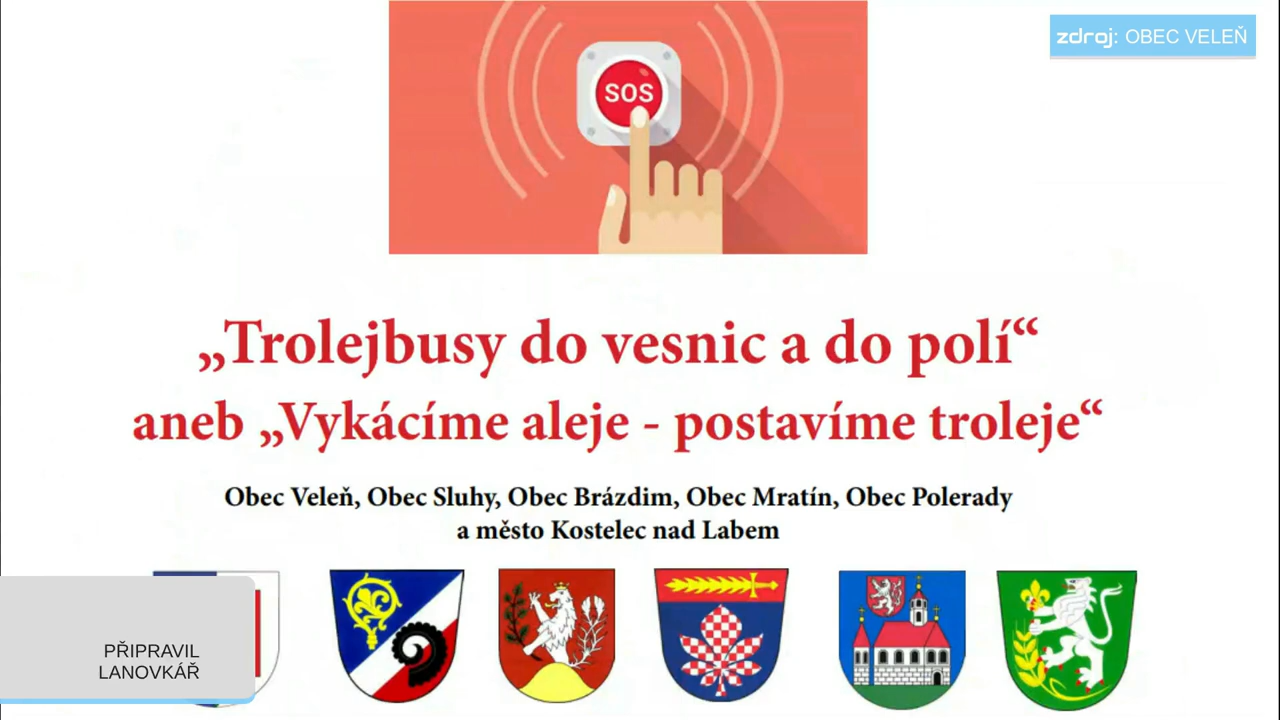 zdroj: OBEC VELEŇ
SOS
„Trolejbusy do vesnic a do polí“
aneb „Vykácíme aleje - postavíme troleje“
Obec Veleň, Obec Sluhy, Obec Brázdim, Obec Mratín, Obec Polerady
a město Kostelec nad Labem
PŘIPRAVIL
LANOVKÁŘ